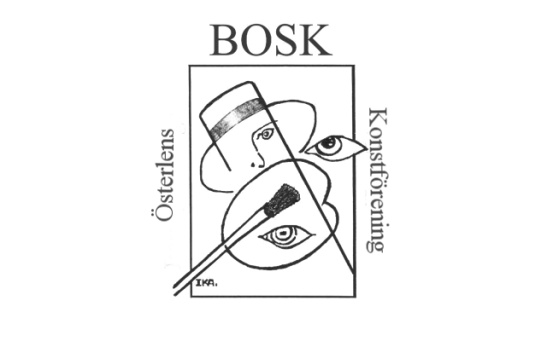 BOSK
Österlens
Konstförening
IKA.